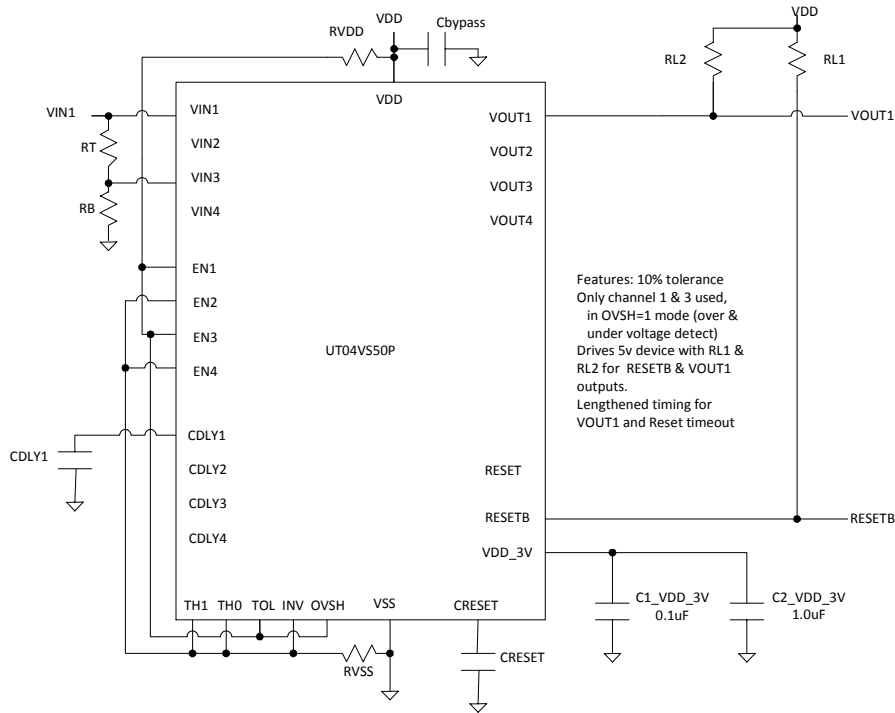 VDD
RVDD
VDD
Cbypass
RL2
RL1
VDD
VIN1
VIN1
VOUT1
VOUT1
RT
VIN2
VOUT2
VIN3
VOUT3
RB
VIN4
VOUT4
EN1
EN2
EN3
EN4
UT04VS50P
Features: 10% tolerance
Only channel 1 & 3 used,
in OVSH=1 mode (over &
under voltage detect)
Drives 5v device with RL1 &
RL2 for RESETB & VOUT1
outputs.
Lengthened timing for
VOUT1 and Reset timeout
CDLY1
CDLY1
CDLY2
RESET
CDLY3
RESETB
RESETB
CDLY4
VDD_3V
TH1 TH0 TOL INV OVSH VSS CRESET
C1_VDD_3V
0.1uF
C2_VDD_3V
1.0uF
RVSS
CRESET